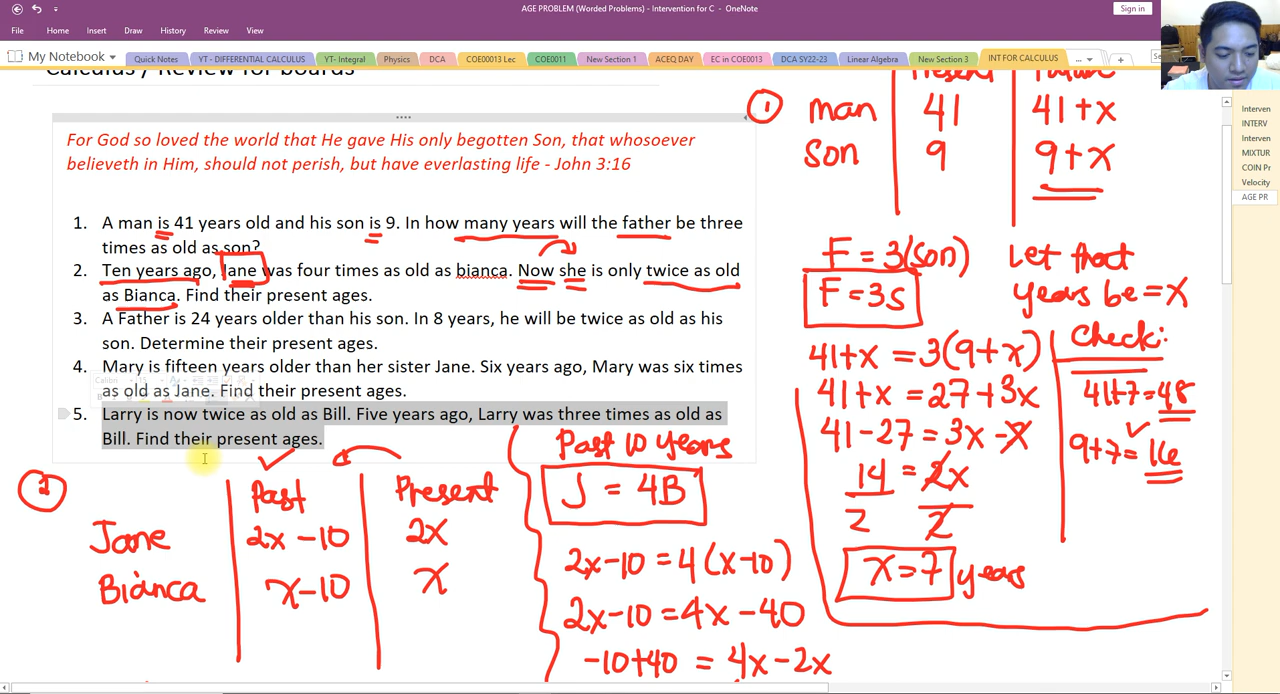 AGE PROBLEM (Worded Problems) - Intervention for C - OneNote
Sign in
File Home Insert Draw History Review View
My Notebook
Quick Notes YT - DIFFERENTIAL CALCULUS YT- Integral Physics DCA COE0013 Lec COE0011 New Section 1 ACEQ DAY EC in COE0013 DCA SY22-23 Linear Algebra New Section 3 INT FOR CALCULUS ...
Calculus / Review for boards
For God so loved the world that He gave His only begotten Son, that whosoever
believeth in Him, should not perish, but have everlasting life - John 3:16
1. A man is 41 years old and his son is 9. In how many years will the father be three
times as old as son?
2. Ten years ago, Jane was four times as old as bianca. Now she is only twice as old
as Bianca. Find their present ages.
3. A Father is 24 years older than his son. In 8 years, he will be twice as old as his
son. Determine their present ages.
4. Mary is fifteen years older than her sister Jane. Six years ago, Mary was six times
as old as Jane. Find their present ages.
5. Larry is now twice as old as Bill. Five years ago, Larry was three times as old as
Bill. Find their present ages.
Present Future
1 man 41 41+x
Son 9 9+x
F = 3(son)
F = 3S
Let that
years be = x
41+x = 3(9+x)
41+x = 27+3x
41-27 = 3x-x
14 = 2x
2 2
x = 7 years
Check:
41+7=48
9+7=16
2 Past Present
Jane 2x-10 2x
Bianca x-10 x
Past 10 years
J = 4B
2x-10 = 4(x-10)
2x-10 = 4x-40
-10+40 = 4x-2x
Interven
INTERV
Interven
MIXTUR
COIN Pr
Velocity
AGE PR